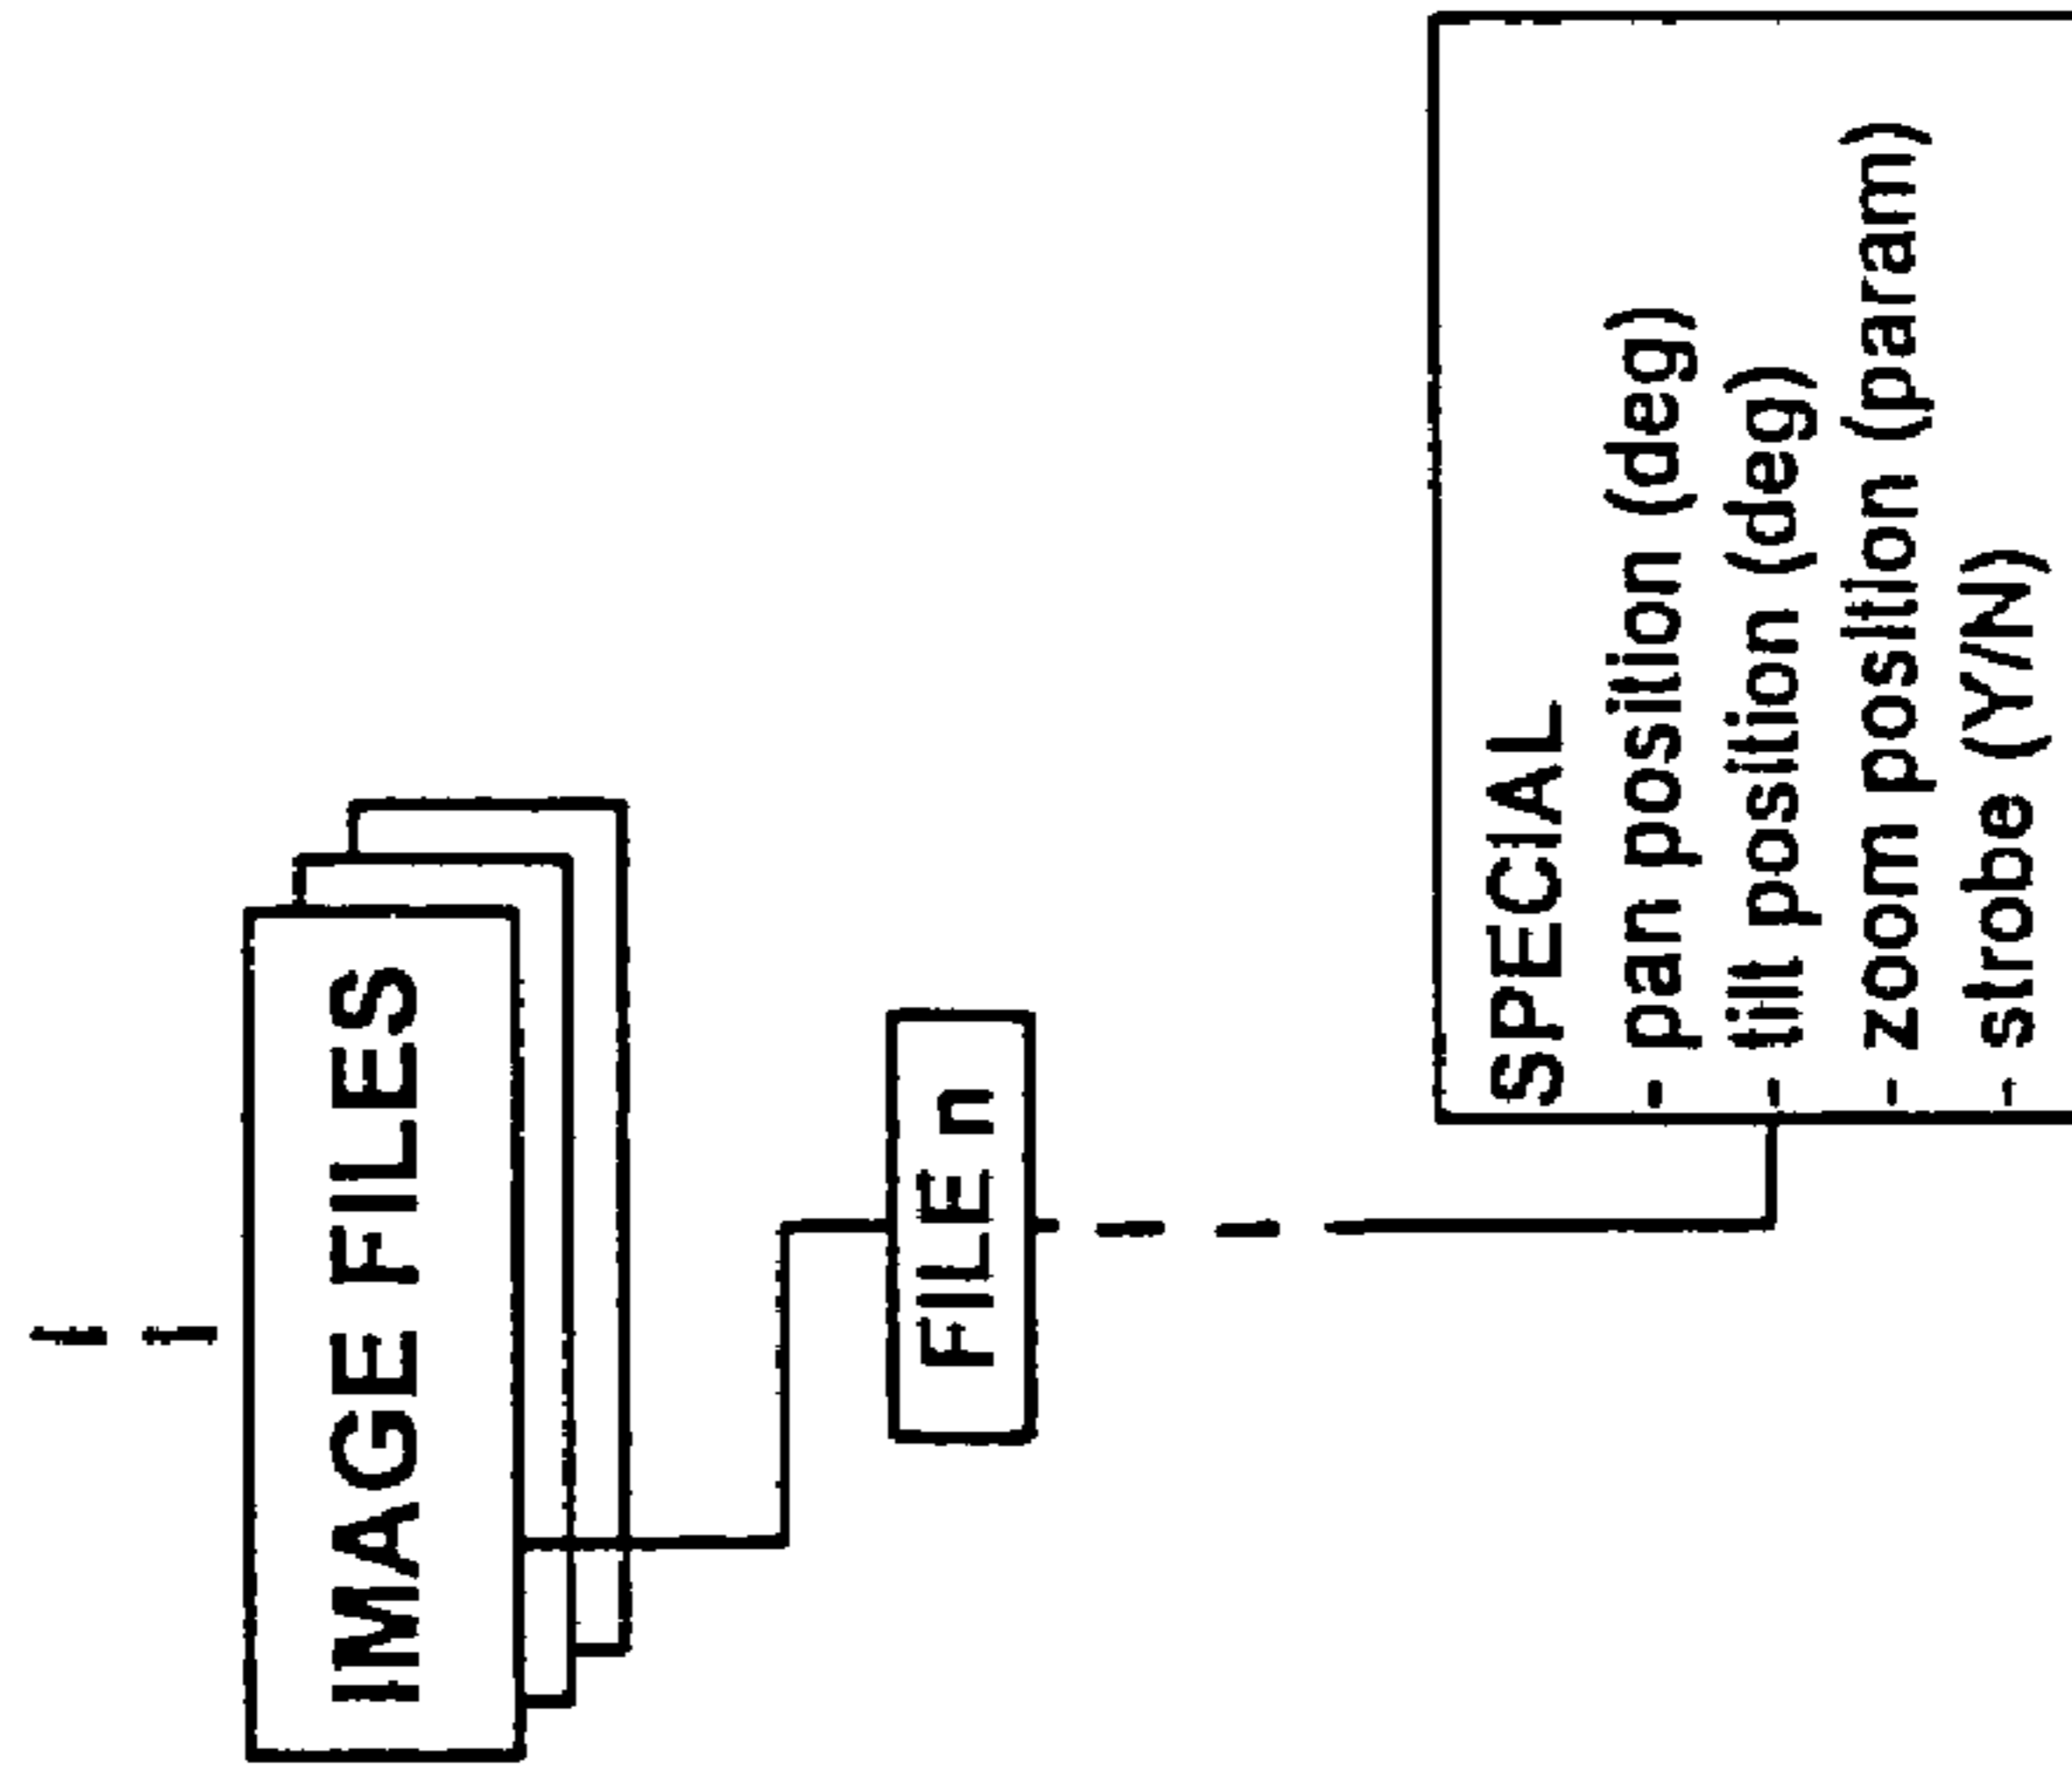 IMAGE FILES
FILE n
SPECIAL
- pan position (deg)
- tilt position (deg)
- zoom position (param)
- strobe (Y/N)